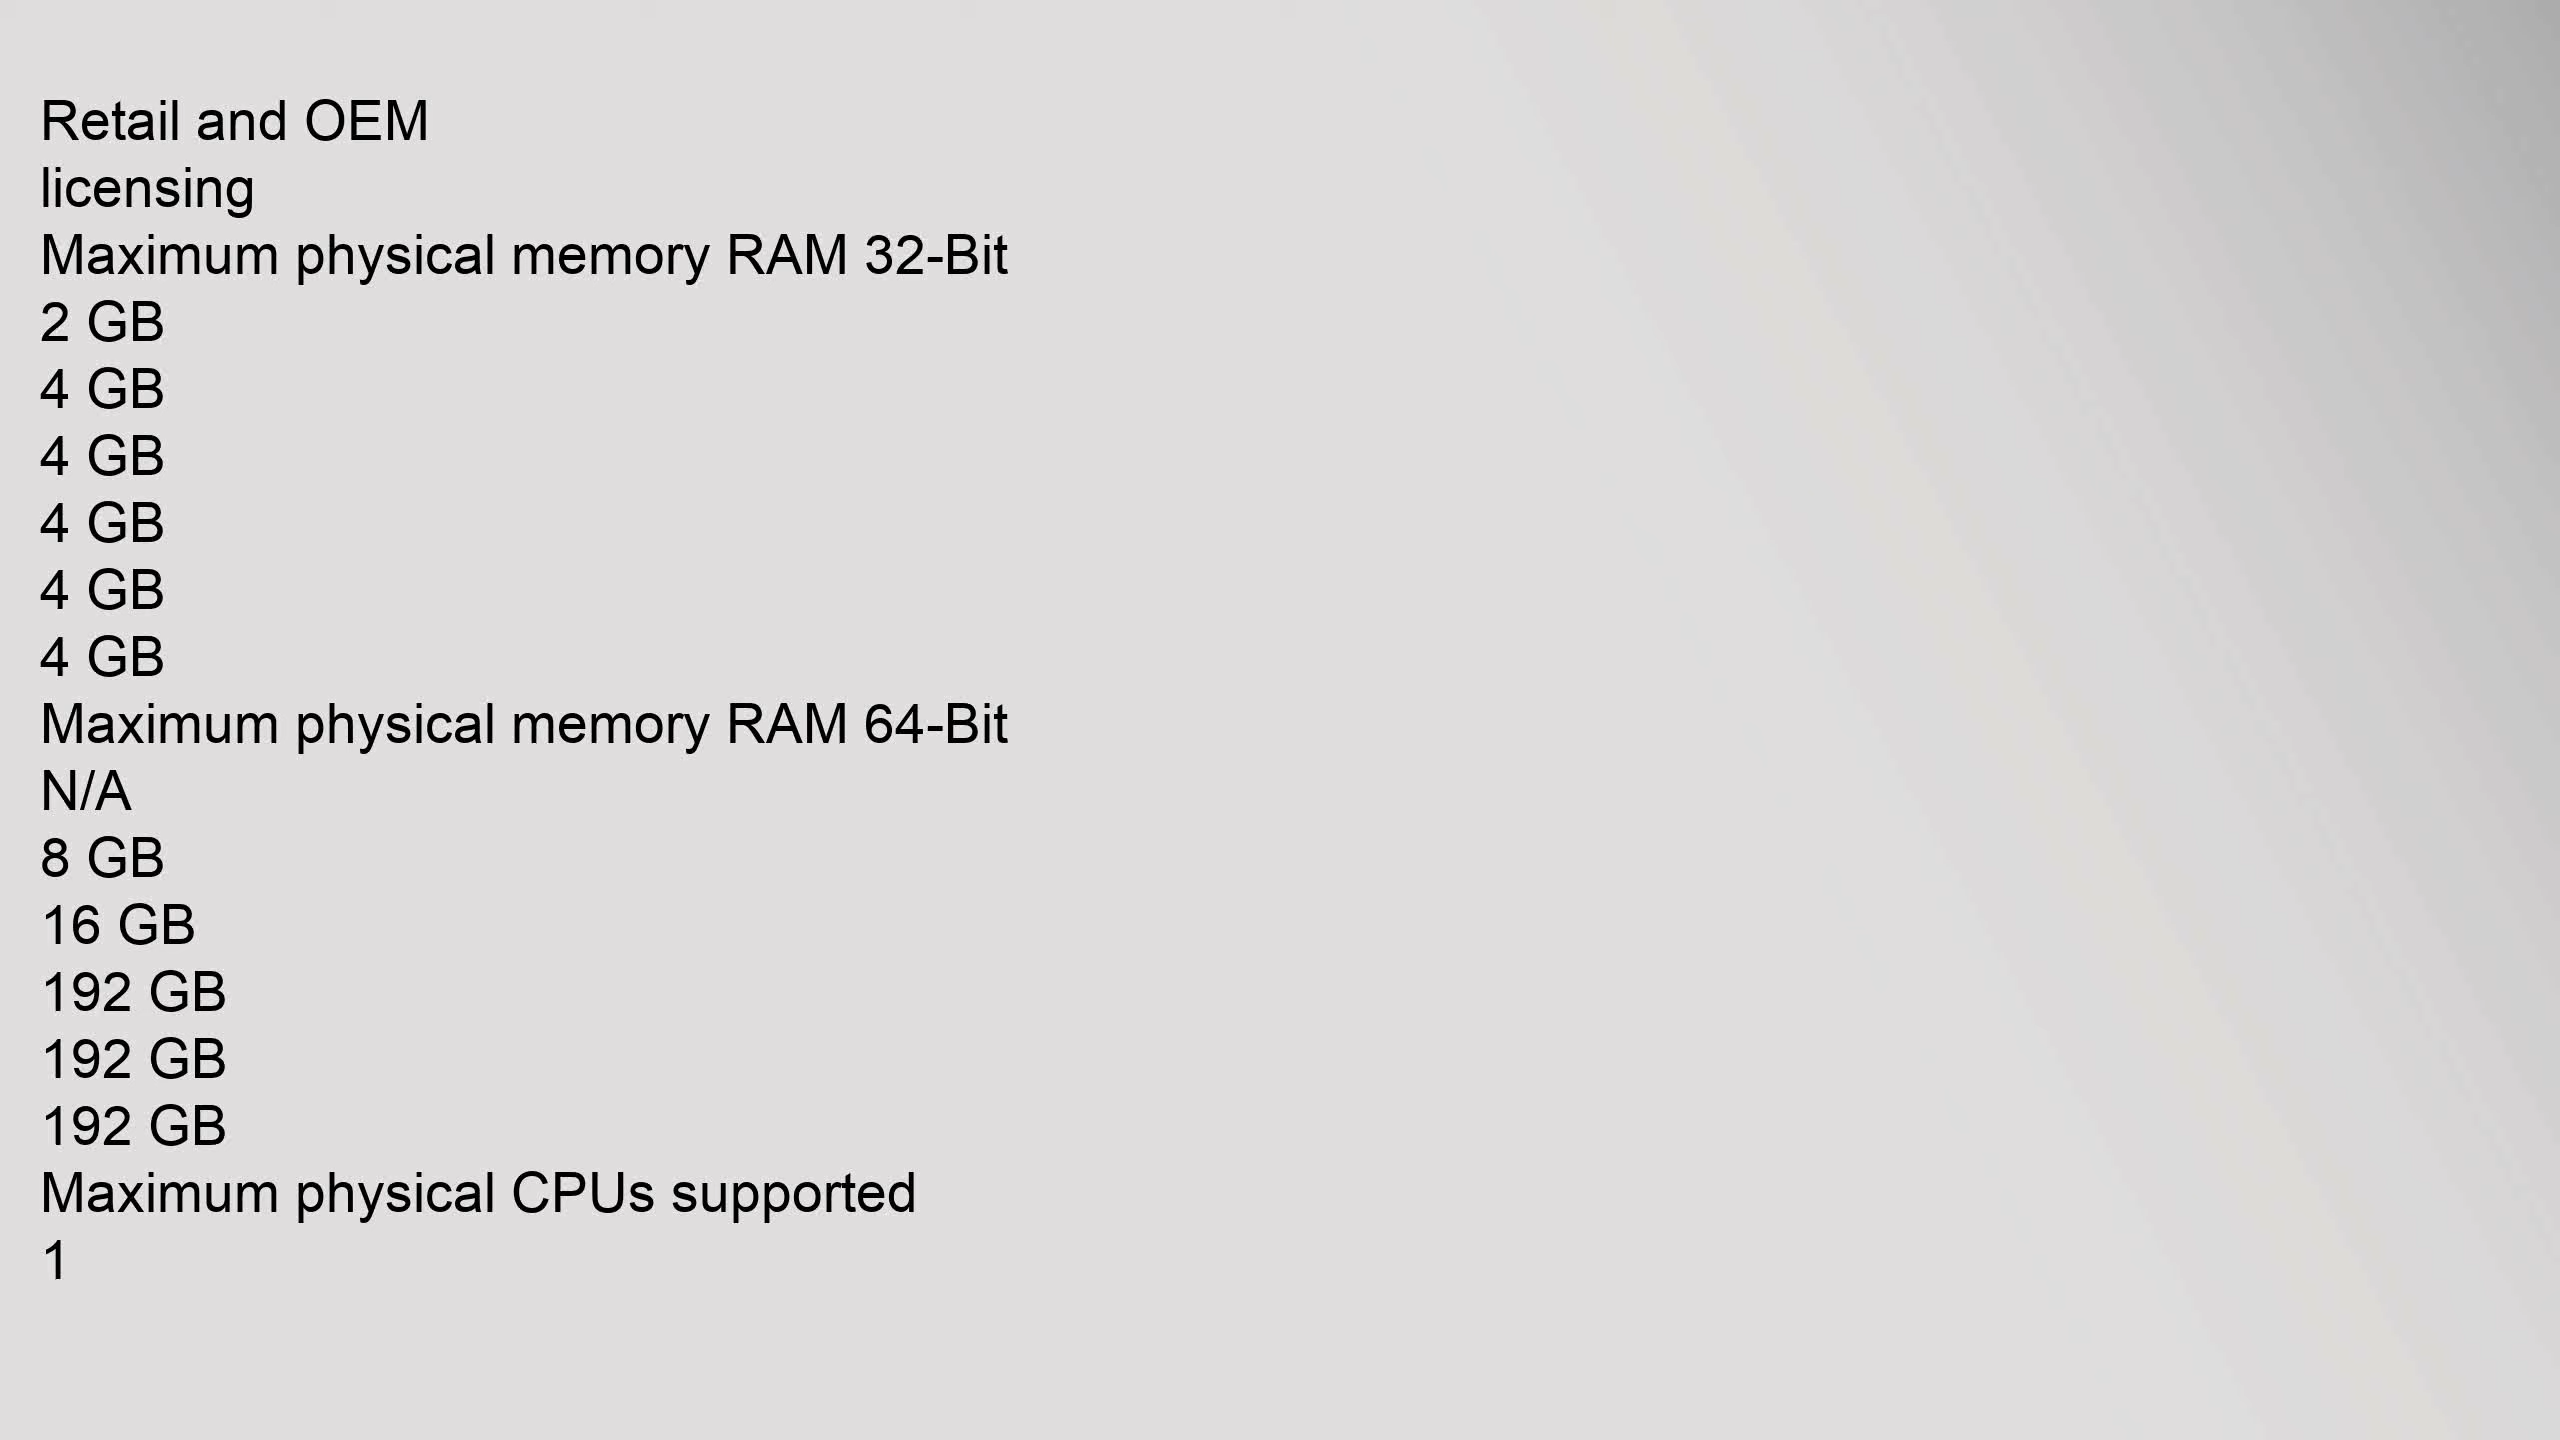 Retail and OEM
licensing
Maximum physical memory RAM 32-Bit
2 GB
4 GB
4 GB
4 GB
4 GB
4 GB
Maximum physical memory RAM 64-Bit
N/A
8 GB
16 GB
192 GB
192 GB
192 GB
Maximum physical CPUs supported
1